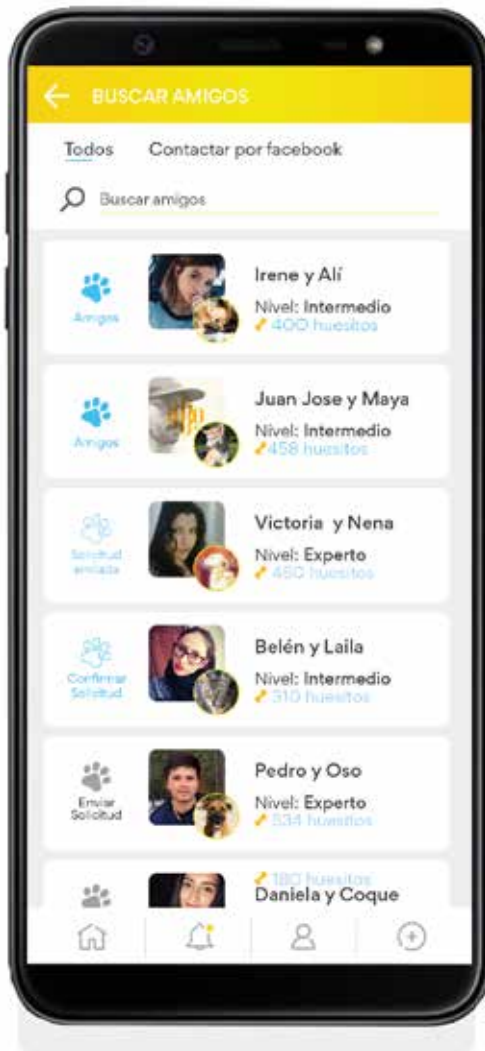 BUSCAR AMIGOS
Todos Contactar por facebook
Buscar amigos
Irene y Alí
Amigos
Nivel: Intermedio
400 huesitos
Juan Jose y Maya
Amigos
Nivel: Intermedio
458 huesitos
Victoria y Nena
Solicitud enviada
Nivel: Experto
460 huesitos
Belén y Laila
Confirmar Solicitud
Nivel: Intermedio
310 huesitos
Pedro y Oso
Enviar Solicitud
Nivel: Experto
534 huesitos
180 huesitos
Daniela y Coque